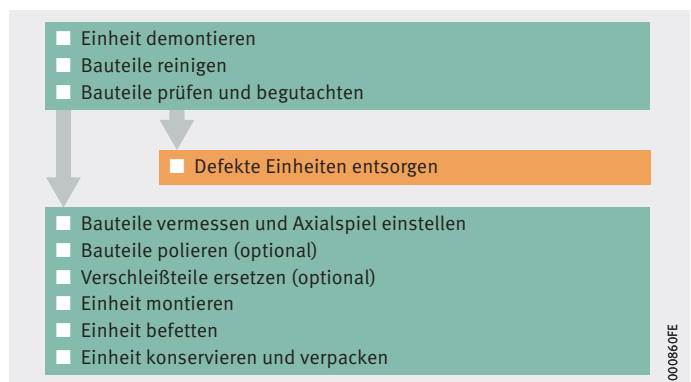 Einheit demontieren
Bauteile reinigen
Bauteile prüfen und begutachten
Defekte Einheiten entsorgen
Bauteile vermessen und Axialspiel einstellen
Bauteile polieren (optional)
Verschleißteile ersetzen (optional)
Einheit montieren
Einheit befetten
Einheit konservieren und verpacken
000860FE